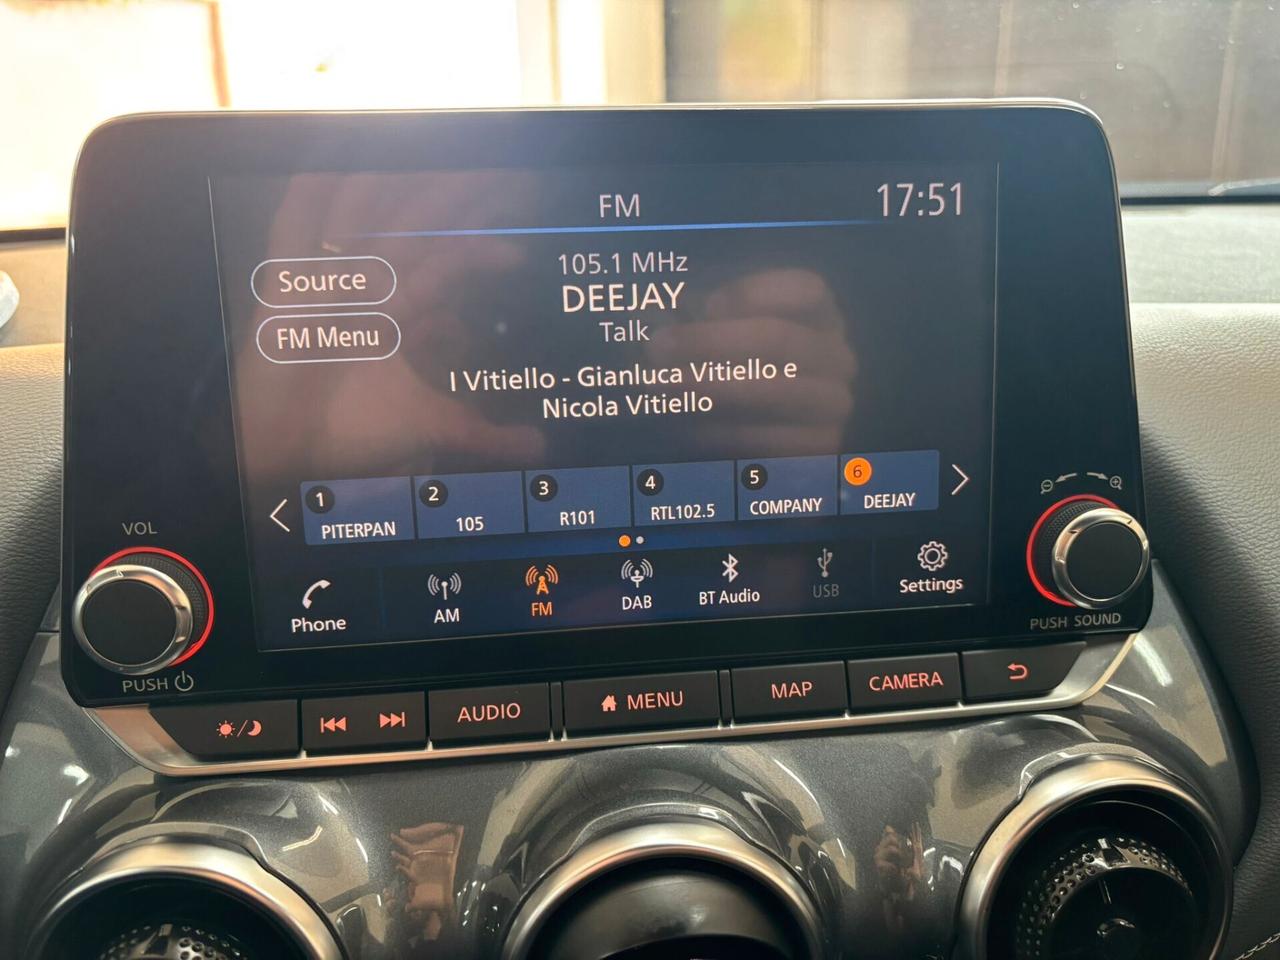 FM
17:51
Source
FM Menu
105.1 MHz
DEEJAY
Talk
I Vitiello - Gianluca Vitiello e
Nicola Vitiello
1 PITERPAN
2 105
3 R101
4 RTL102.5
5 COMPANY
6 DEEJAY
Phone
AM
FM
DAB
BT Audio
USB
Settings
VOL
PUSH
PUSH SOUND
AUDIO
MENU
MAP
CAMERA